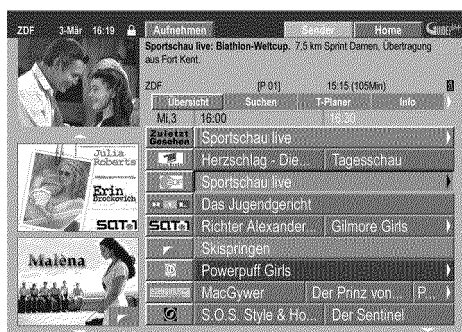 ZDF 3-Mär 16:19 Aufnehmen Sender Home
Sportschau live: Biathlon-Weltcup. 7,5 km Sprint Damen, Übertragung
aus Fort Kent.
ZDF [P 01] 15:15 (105Min)
Übersicht Suchen T-Planer Info
Mi,3 16:00 16:30
Zuletzt
Gesehen Sportschau live
Herzschlag - Die... Tagesschau
Sportschau live
Das Jugendgericht
Richter Alexander... Gilmore Girls
Skispringen
Powerpuff Girls
MacGywer Der Prinz von... P...
S.O.S. Style & Ho... Der Sentinel
Julia
Roberts
Erin
Brockovich
SAT.1
SAT.1
Malèna